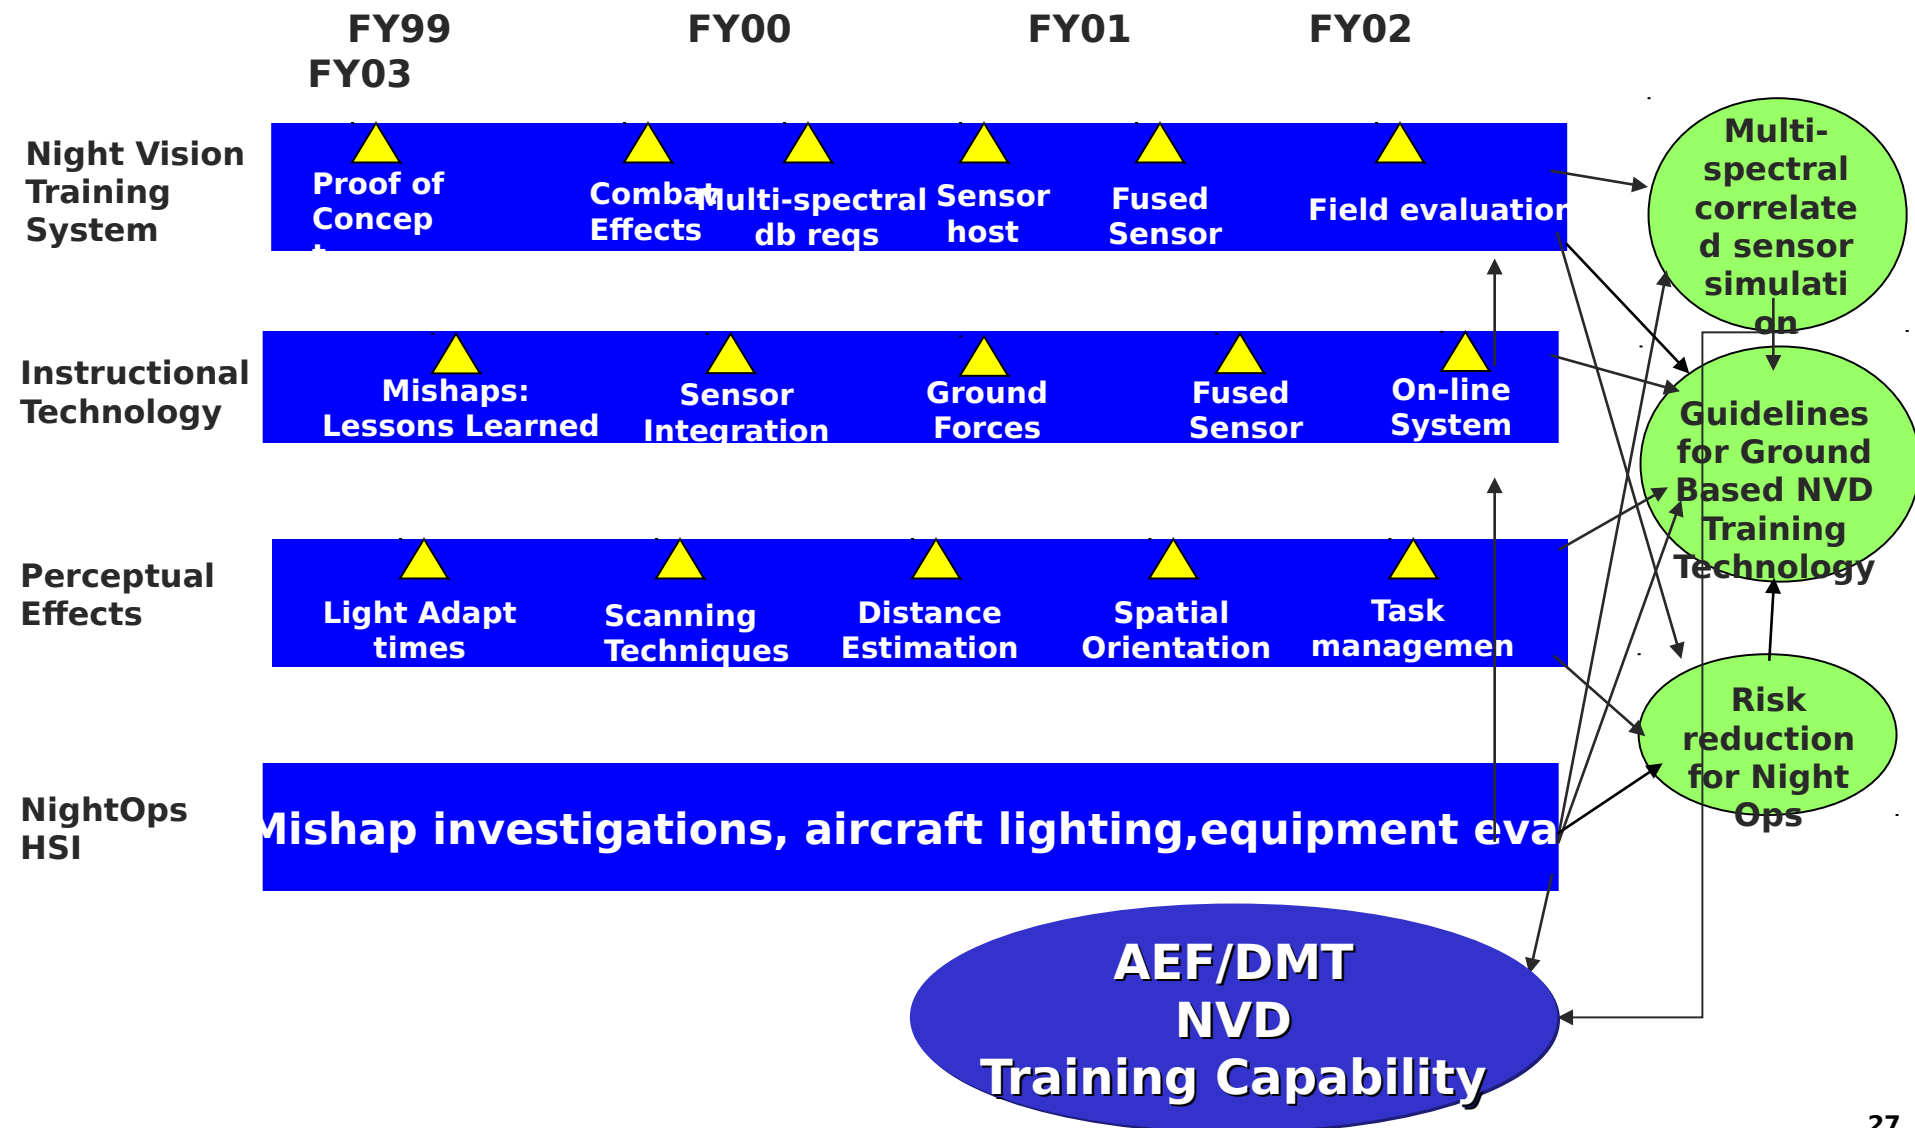 FY99 FY00 FY01 FY02
FY03
Night Vision
Training
System
Proof of
Concep
t
Combat
Effects
Multi-spectral
db reqs
Sensor
host
Fused
Sensor
Field evaluation
Multi-
spectral
correlate
d sensor
simulati
on
Instructional
Technology
Mishaps:
Lessons Learned
Sensor
Integration
Ground
Forces
Fused
Sensor
On-line
System
Guidelines
for Ground
Based NVD
Training
Technology
Perceptual
Effects
Light Adapt
times
Scanning
Techniques
Distance
Estimation
Spatial
Orientation
Task
managemen
Risk
reduction
for Night
Ops
NightOps
HSI
Mishap investigations, aircraft lighting,equipment eva
AEF/DMT
NVD
Training Capability
27